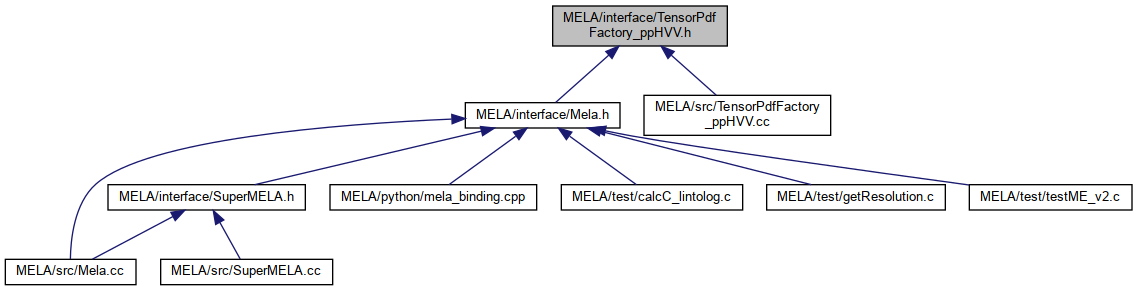 MELA/interface/TensorPdf
Factory_ppHVV.h
MELA/interface/Mela.h
MELA/src/TensorPdfFactory
_ppHVV.cc
MELA/interface/SuperMELA.h
MELA/python/mela_binding.cpp
MELA/test/calcC_lintolog.c
MELA/test/getResolution.c
MELA/test/testME_v2.c
MELA/src/Mela.cc
MELA/src/SuperMELA.cc